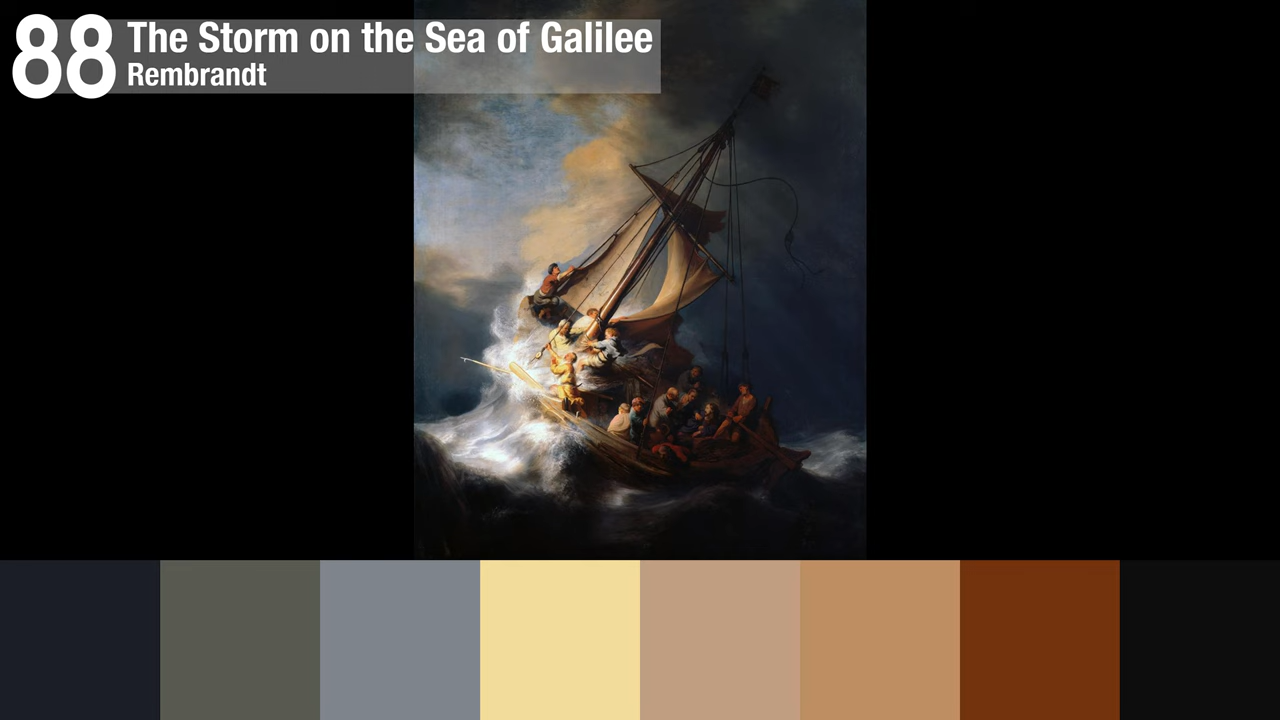 88
The Storm on the Sea of Galilee
Rembrandt